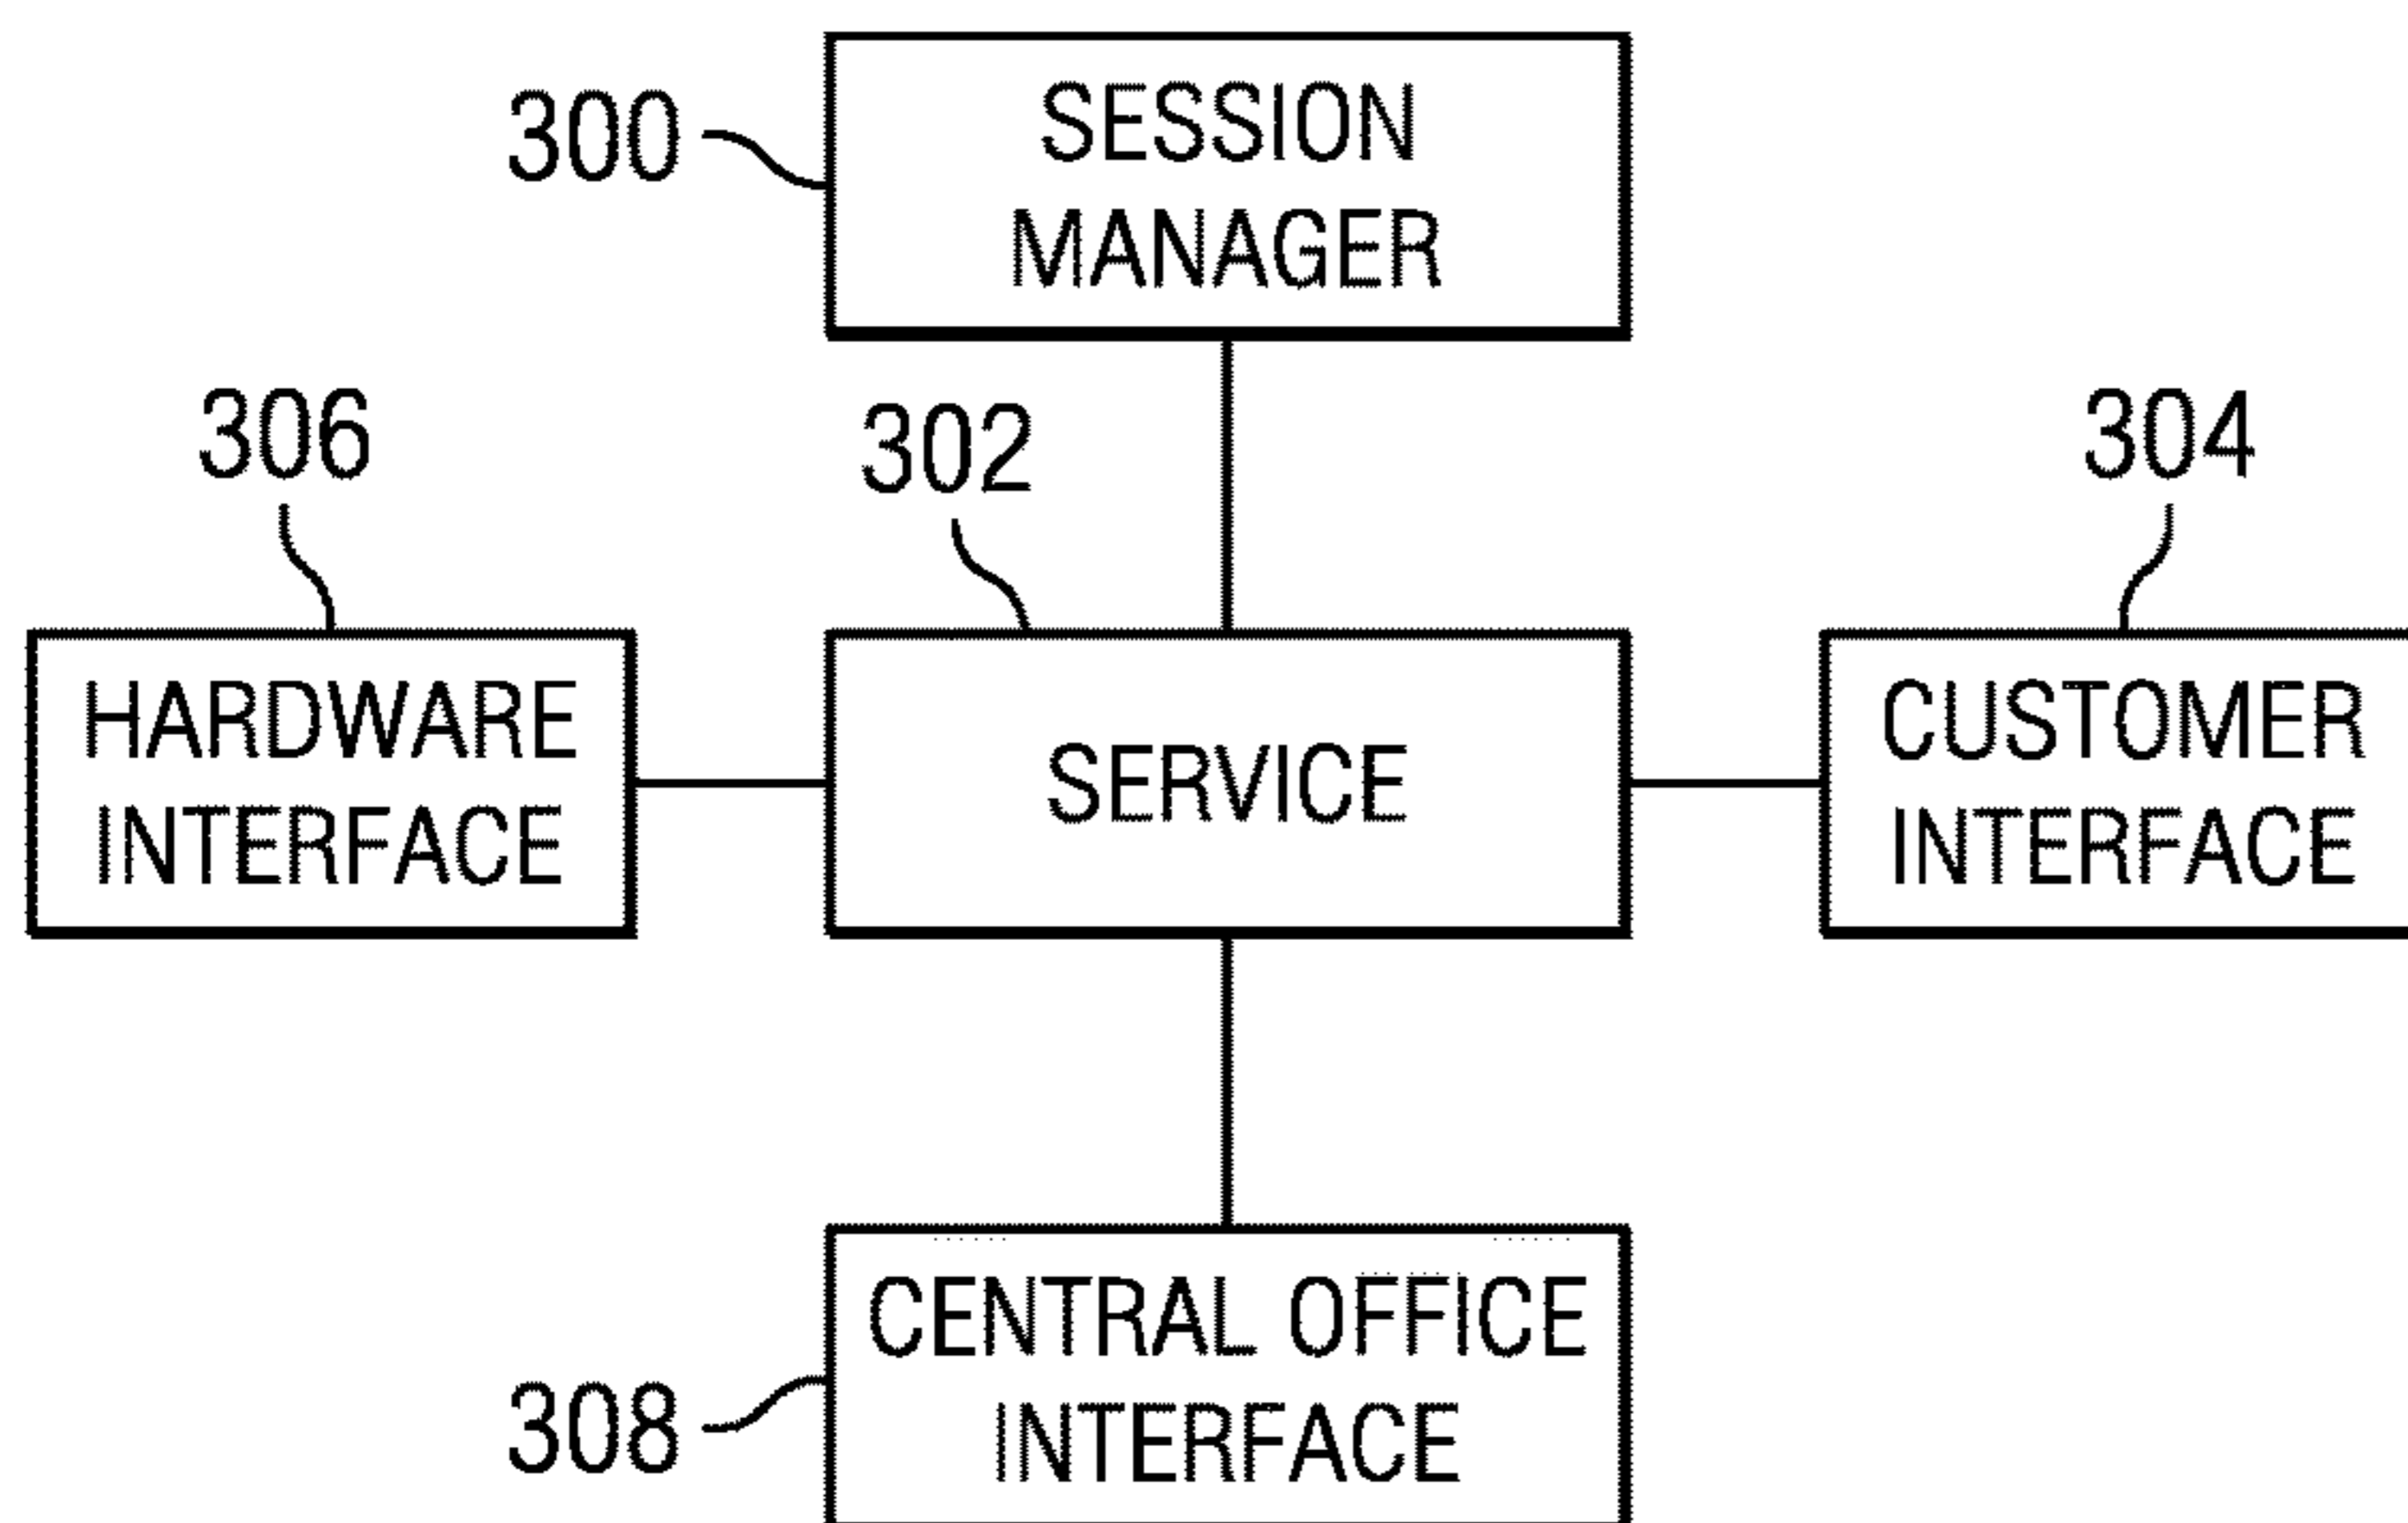 300
SESSION
MANAGER
306
302
304
HARDWARE
INTERFACE
SERVICE
CUSTOMER
INTERFACE
308
CENTRAL OFFICE
INTERFACE